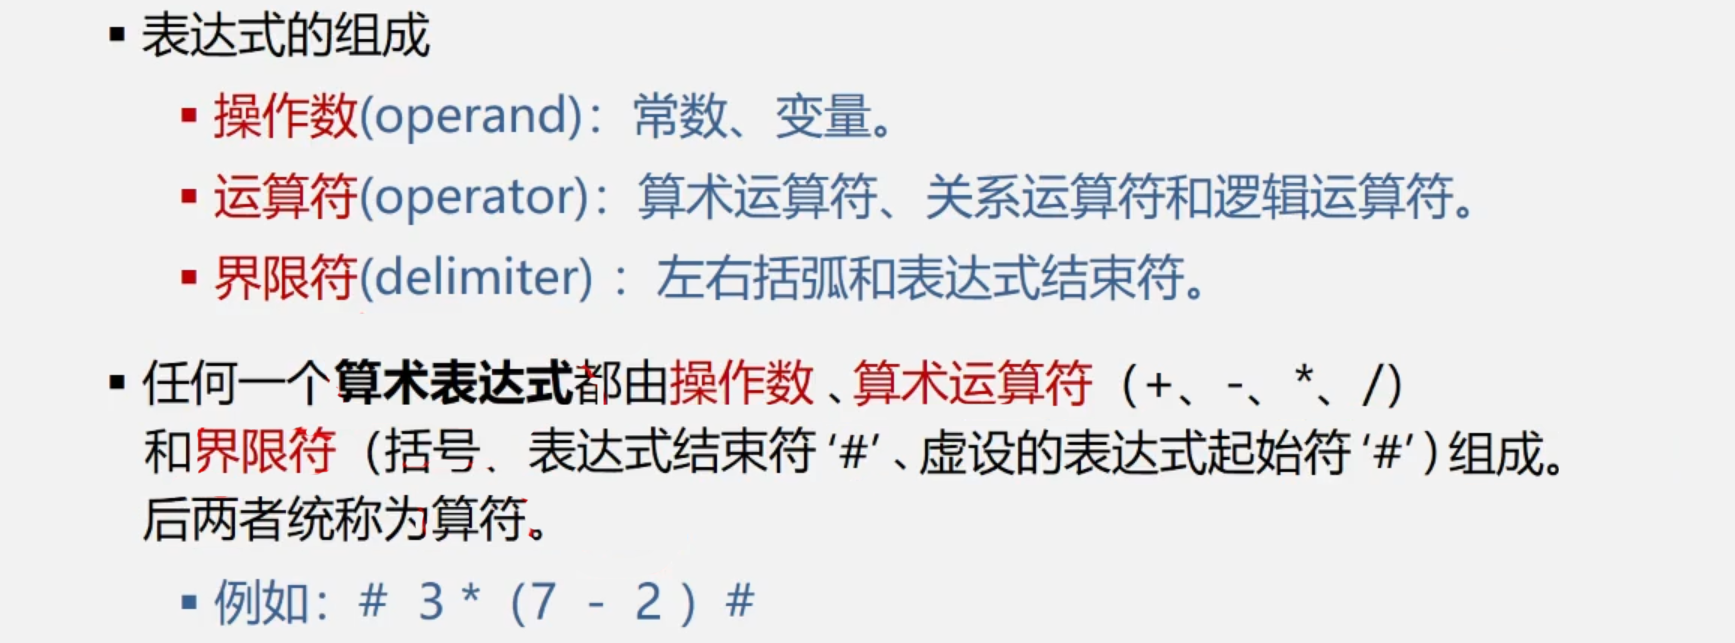 ▪ 表达式的组成
▪ 操作数(operand)：常数、变量。
▪ 运算符(operator)：算术运算符、关系运算符和逻辑运算符。
▪ 界限符(delimiter) ：左右括弧和表达式结束符。
▪ 任何一个算术表达式都由操作数、算术运算符（+、-、*、/）
和界限符（括号、表达式结束符‘#’、虚设的表达式起始符‘#’）组成。
后两者统称为算符。
▪ 例如：# 3 * (7 - 2 ) #